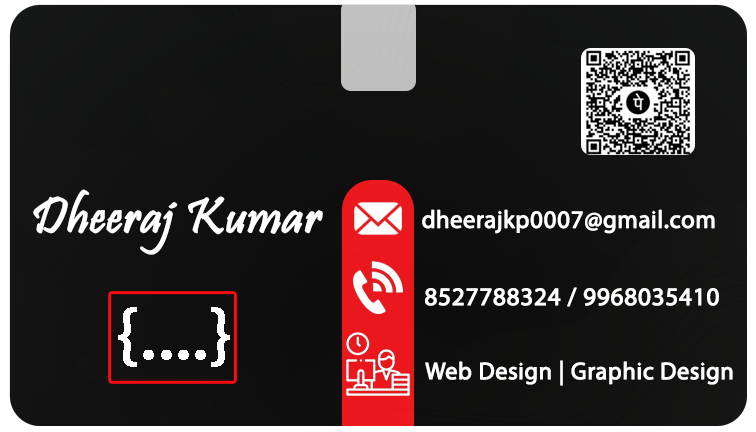 पे
Dheeraj Kumar
{....}
dheerajkp0007@gmail.com
8527788324 / 9968035410
Web Design | Graphic Design